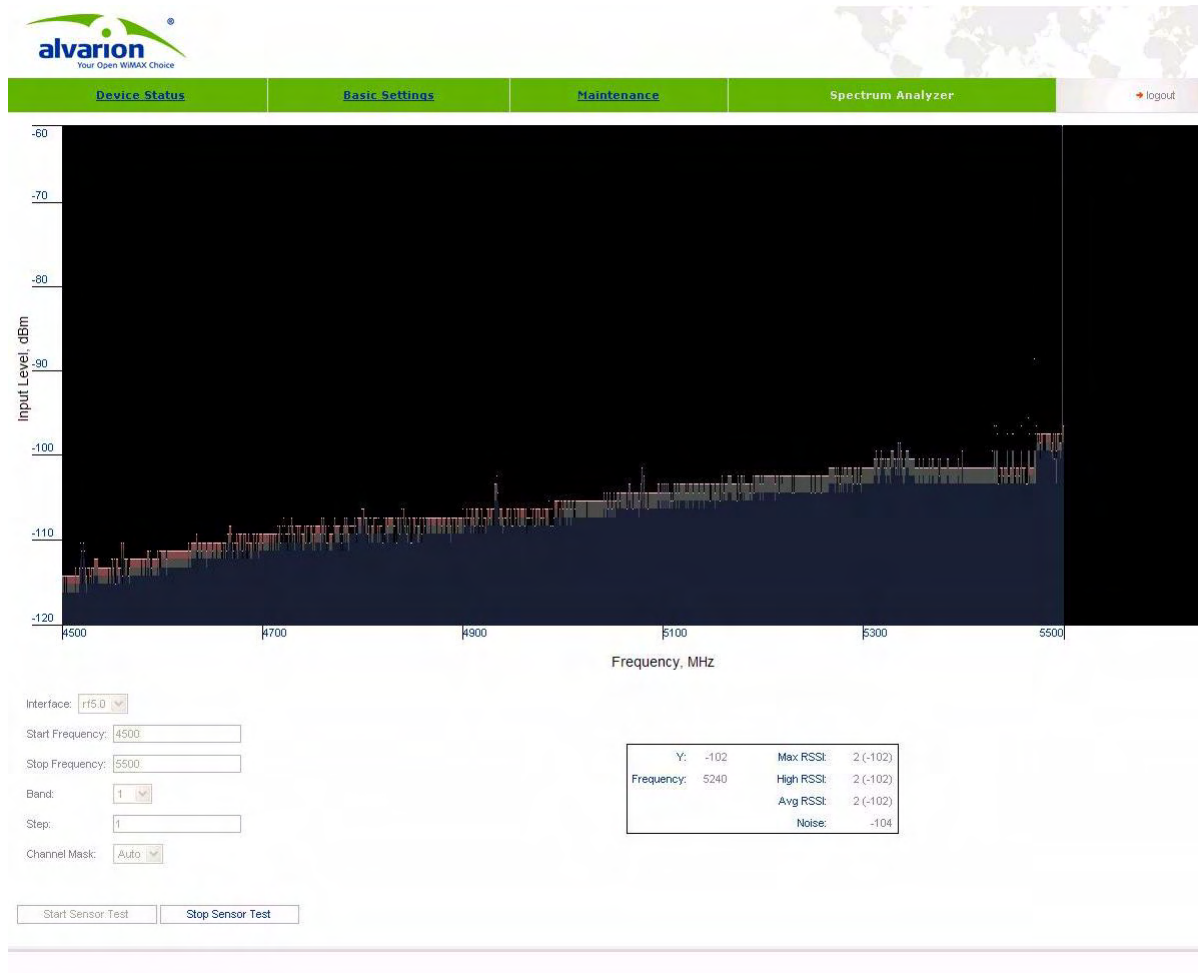 ®
alvarion
Your Open WiMAX Choice
Device Status Basic Settings Maintenance Spectrum Analyzer logout
-60
-70
-80
Input Level, dBm
-90
-100
-110
-120
4500 4700 4900 5100 5300 5500
Frequency, MHz
Interface: rf5.0
Start Frequency: 4500
Stop Frequency: 5500
Band: 1
Step: 1
Channel Mask: Auto
Y: -102 Max RSSI: 2 (-102)
Frequency: 5240 High RSSI: 2 (-102)
Avg RSSI: 2 (-102)
Noise: -104
Start Sensor Test Stop Sensor Test